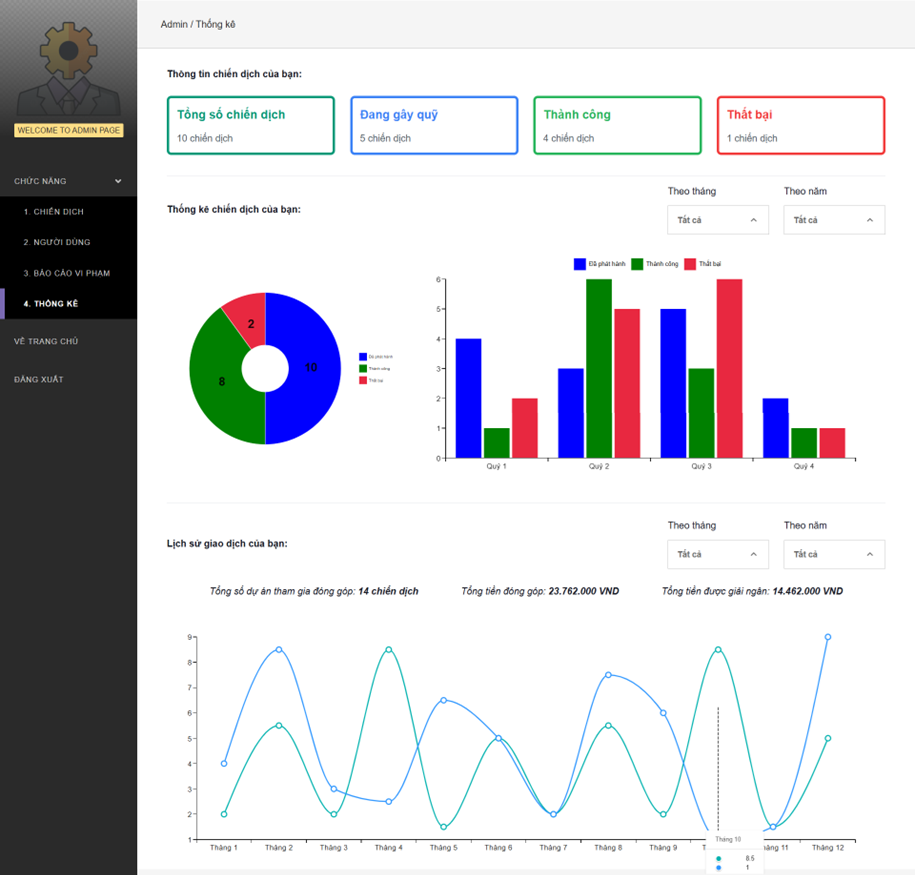 Admin / Thống kê
WELCOME TO ADMIN PAGE
CHỨC NĂNG
1. CHIẾN DỊCH
2. NGƯỜI DÙNG
3. BÁO CÁO VI PHẠM
4. THỐNG KÊ
VỀ TRANG CHỦ
ĐĂNG XUẤT
Thông tin chiến dịch của bạn:
Tổng số chiến dịch
10 chiến dịch
Đang gây quỹ
5 chiến dịch
Thành công
4 chiến dịch
Thất bại
1 chiến dịch
Thống kê chiến dịch của bạn:
Theo tháng
Tất cả
Theo năm
Tất cả
2
8
10
Đã phát hành
Thành công
Thất bại
Đã phát hành Thành công Thất bại
6
5
4
3
2
1
0
Quý 1 Quý 2 Quý 3 Quý 4
Lịch sử giao dịch của bạn:
Theo tháng
Tất cả
Theo năm
Tất cả
Tổng số dự án tham gia đóng góp: 14 chiến dịch
Tổng tiền đóng góp: 23.762.000 VND
Tổng tiền được giải ngân: 14.462.000 VND
9
8
7
6
5
4
3
2
1
Tháng 1 Tháng 2 Tháng 3 Tháng 4 Tháng 5 Tháng 6 Tháng 7 Tháng 8 Tháng 9 T áng 11 Tháng 12
Tháng 10
8.5
1